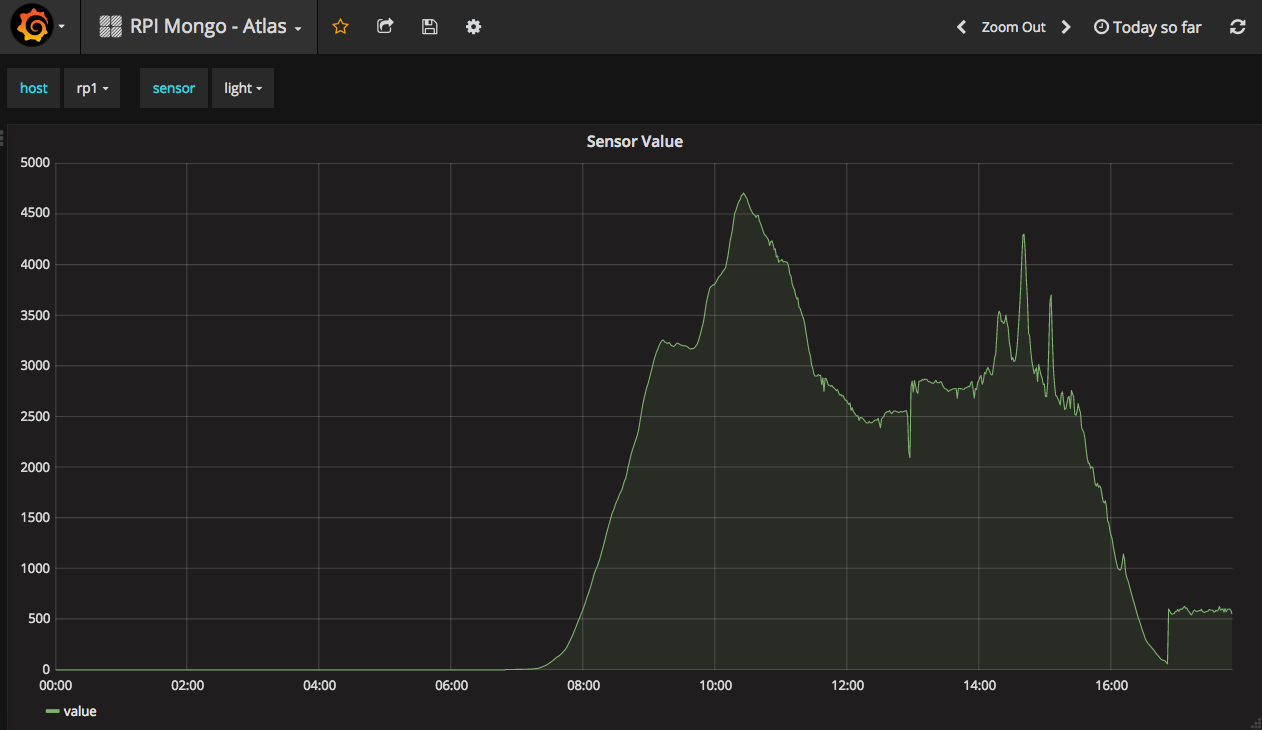 RPI Mongo - Atlas
Zoom Out
Today so far
host rp1 sensor light
Sensor Value
5000
4500
4000
3500
3000
2500
2000
1500
1000
500
0
00:00 02:00 04:00 06:00 08:00 10:00 12:00 14:00 16:00
value